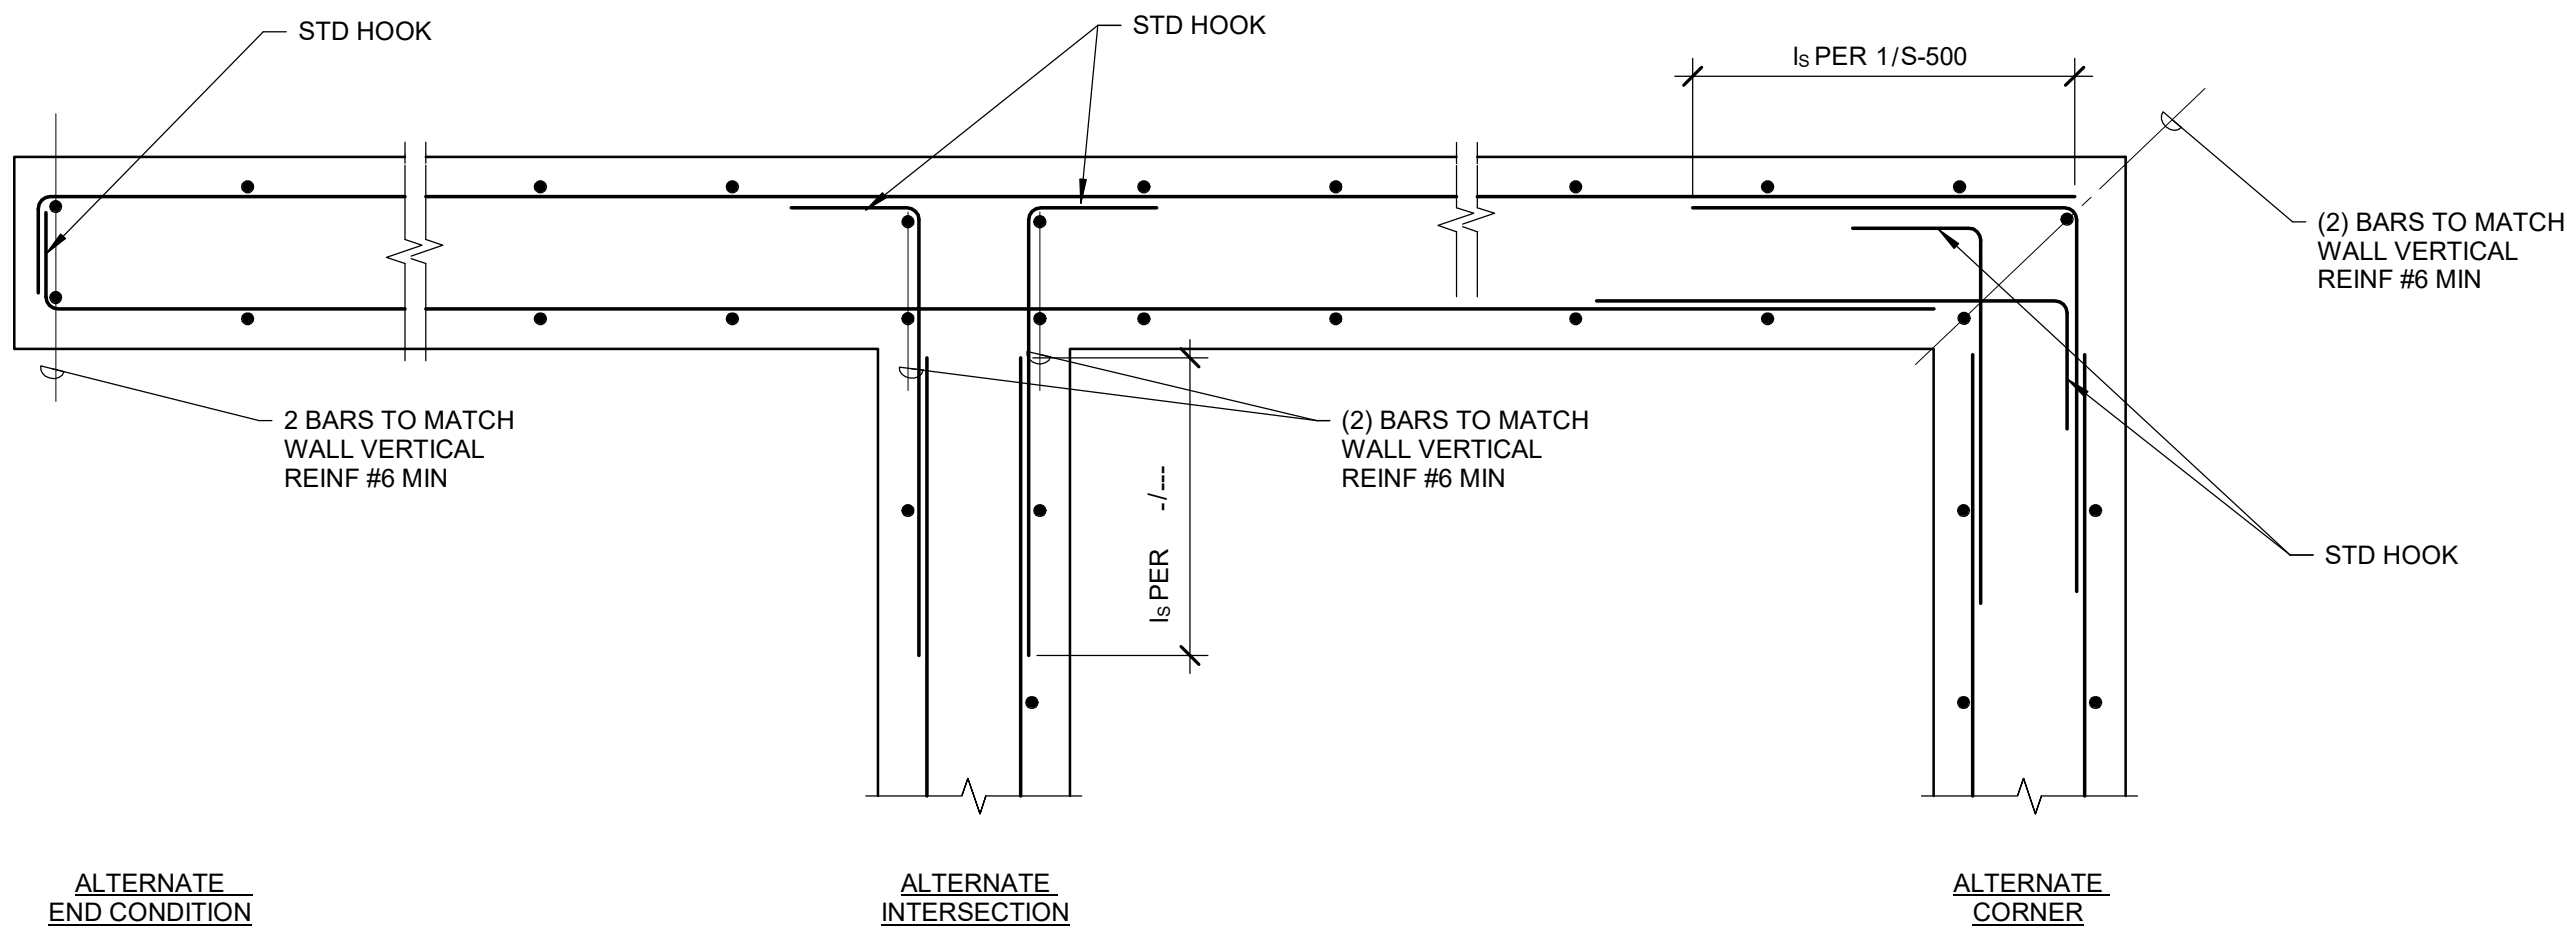 STD HOOK
STD HOOK
lS PER 1/S-500
(2) BARS TO MATCH
WALL VERTICAL
REINF #6 MIN
2 BARS TO MATCH
WALL VERTICAL
REINF #6 MIN
(2) BARS TO MATCH
WALL VERTICAL
REINF #6 MIN
lS PER -/---
STD HOOK
ALTERNATE
END CONDITION
ALTERNATE
INTERSECTION
ALTERNATE
CORNER